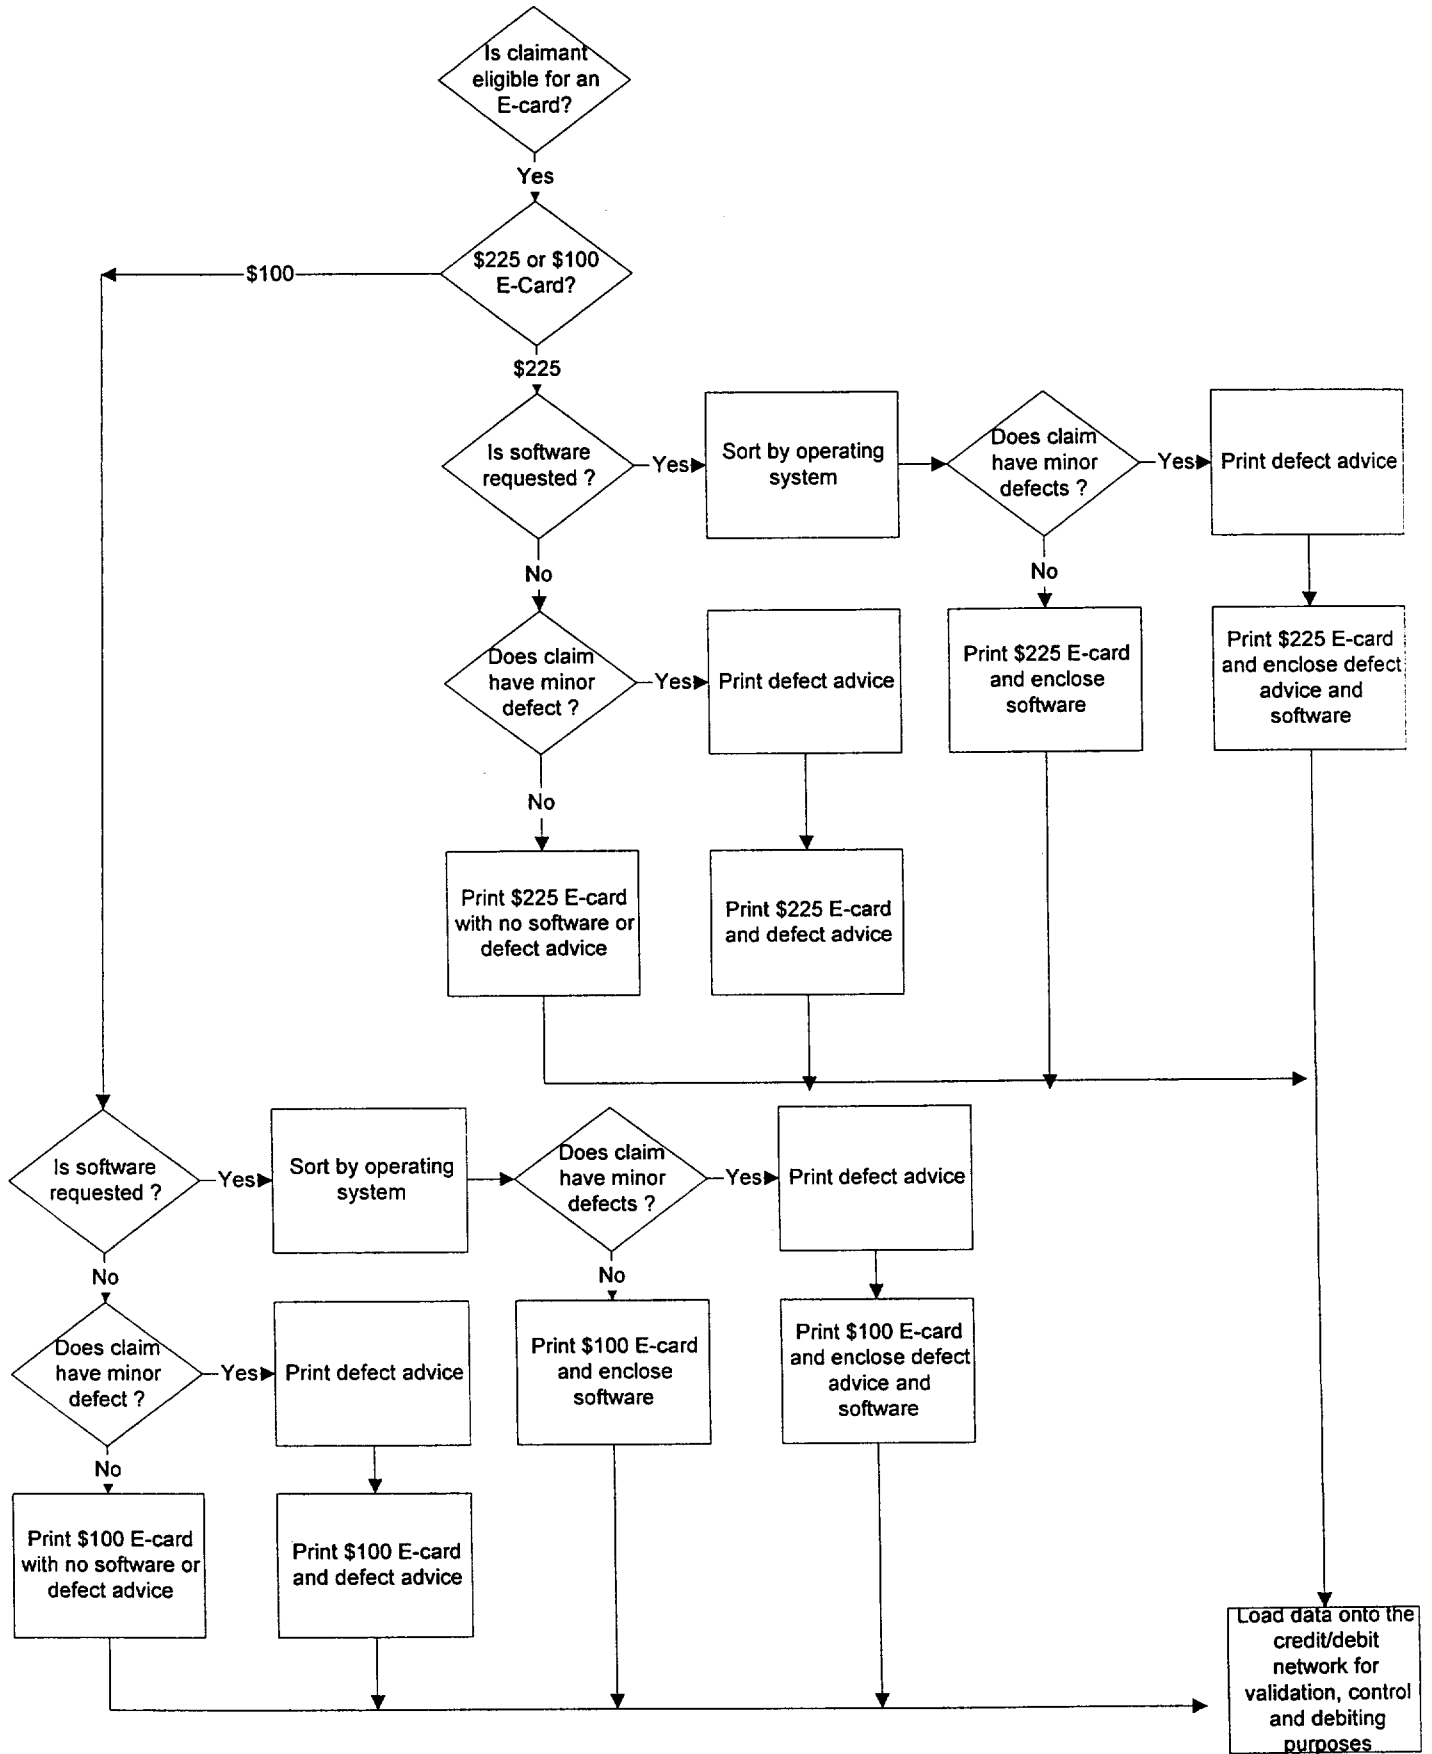 Is claimant
eligible for an
E-card?
Yes
$225 or $100
E-Card?
$100
$225
Is software
requested ?
Yes
Sort by operating
system
Does claim
have minor
defects ?
Yes
Print defect advice
No
No
Does claim
have minor
defect ?
Yes
Print defect advice
Print $225 E-card
and enclose
software
Print $225 E-card
and enclose defect
advice and
software
No
Print $225 E-card
with no software or
defect advice
Print $225 E-card
and defect advice
Is software
requested ?
Yes
Sort by operating
system
Does claim
have minor
defects ?
Yes
Print defect advice
No
No
Does claim
have minor
defect ?
Yes
Print defect advice
Print $100 E-card
and enclose
software
Print $100 E-card
and enclose defect
advice and
software
No
Print $100 E-card
with no software or
defect advice
Print $100 E-card
and defect advice
Load data onto the
credit/debit
network for
validation, control
and debiting
purposes